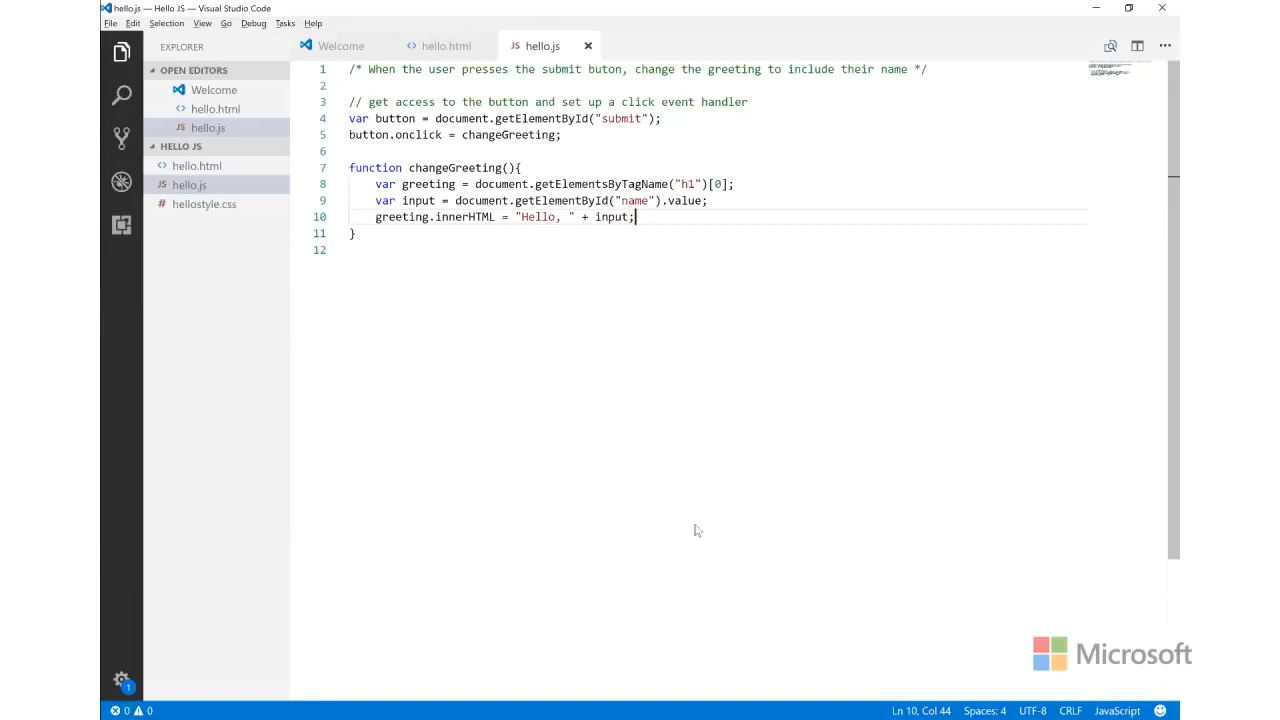 hello.js — Hello JS — Visual Studio Code
File Edit Selection View Go Debug Tasks Help
EXPLORER
OPEN EDITORS
Welcome
hello.html
JS hello.js
HELLO JS
hello.html
JS hello.js
# hellostyle.css
Welcome <> hello.html JS hello.js
1 /* When the user presses the submit buton, change the greeting to include their name */
2
3 // get access to the button and set up a click event handler
4 var button = document.getElementById("submit");
5 button.onclick = changeGreeting;
6
7 function changeGreeting(){
8 var greeting = document.getElementsByTagName("h1")[0];
9 var input = document.getElementById("name").value;
10 greeting.innerHTML = "Hello, " + input;
11 }
12
Microsoft
1
0 0 Ln 10, Col 44 Spaces: 4 UTF-8 CRLF JavaScript